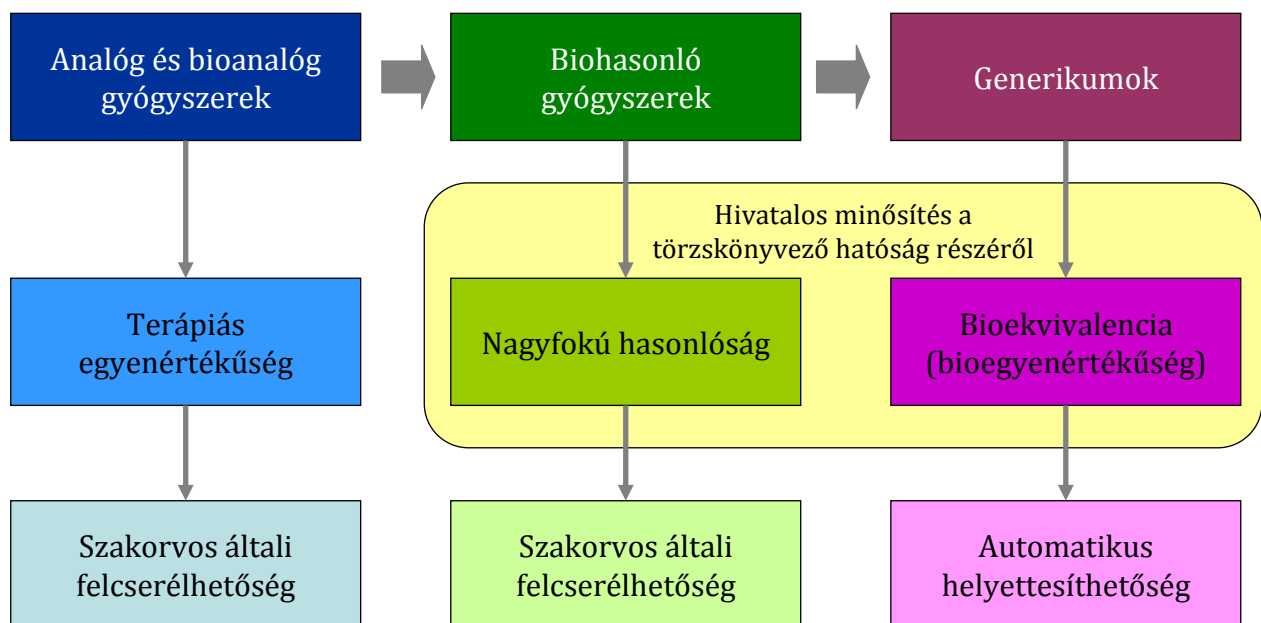 Analóg és bioanalóg
gyógyszerek
Biohasonló
gyógyszerek
Generikumok
Hivatalos minősítés a
törzskönyvező hatóság részéről
Terápiás
egyenértékűség
Nagyfokú hasonlóság
Bioekvivalencia
(bioegyenértékűség)
Szakorvos általi
felcserélhetőség
Szakorvos általi
felcserélhetőség
Automatikus
helyettesíthetőség